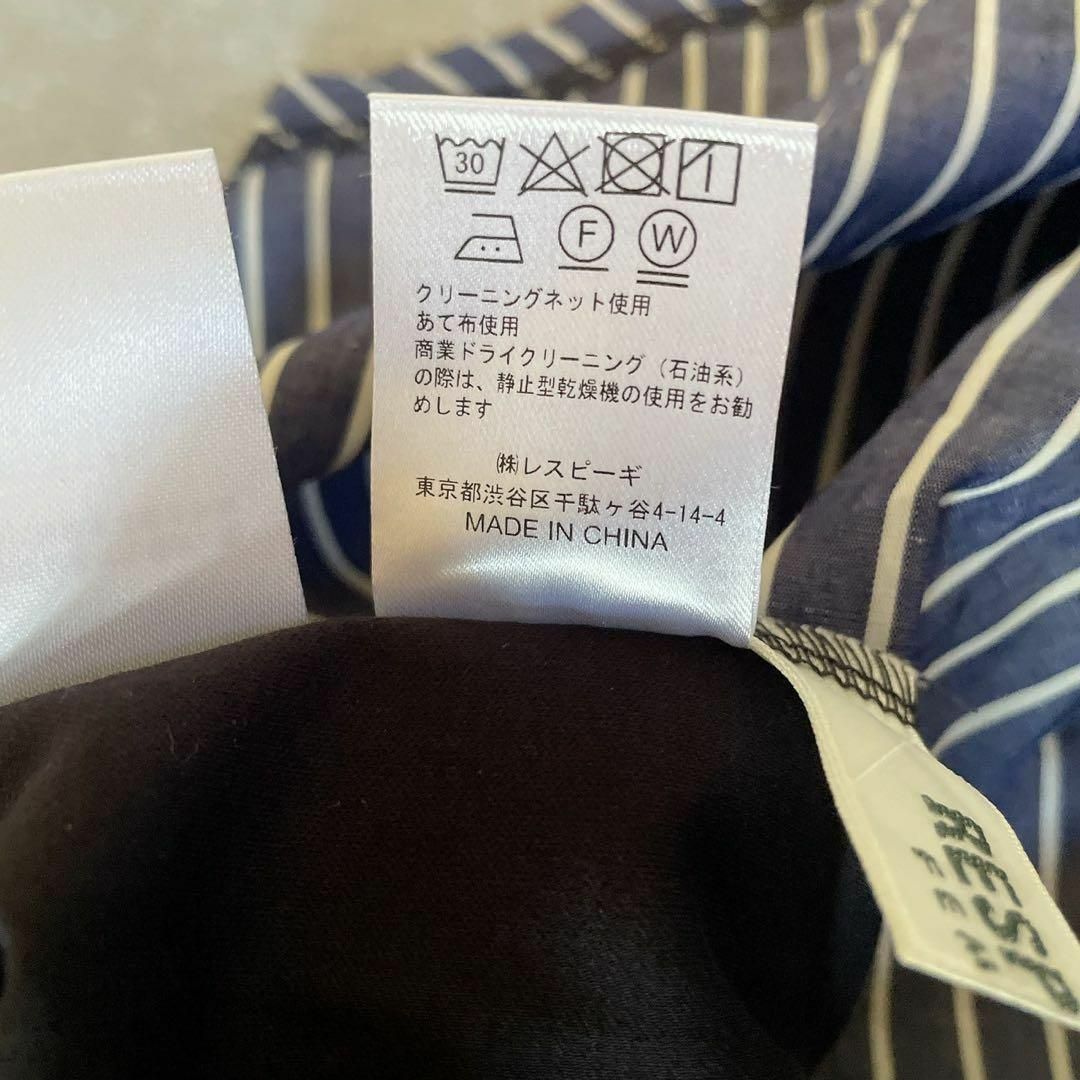 30
F W
クリーニングネット使用
あて布使用
商業ドライクリーニング（石油系）
の際は、静止型乾燥機の使用をお勧
めします
㈱レスピーギ
東京都渋谷区千駄ヶ谷4-14-4
MADE IN CHINA
RESP